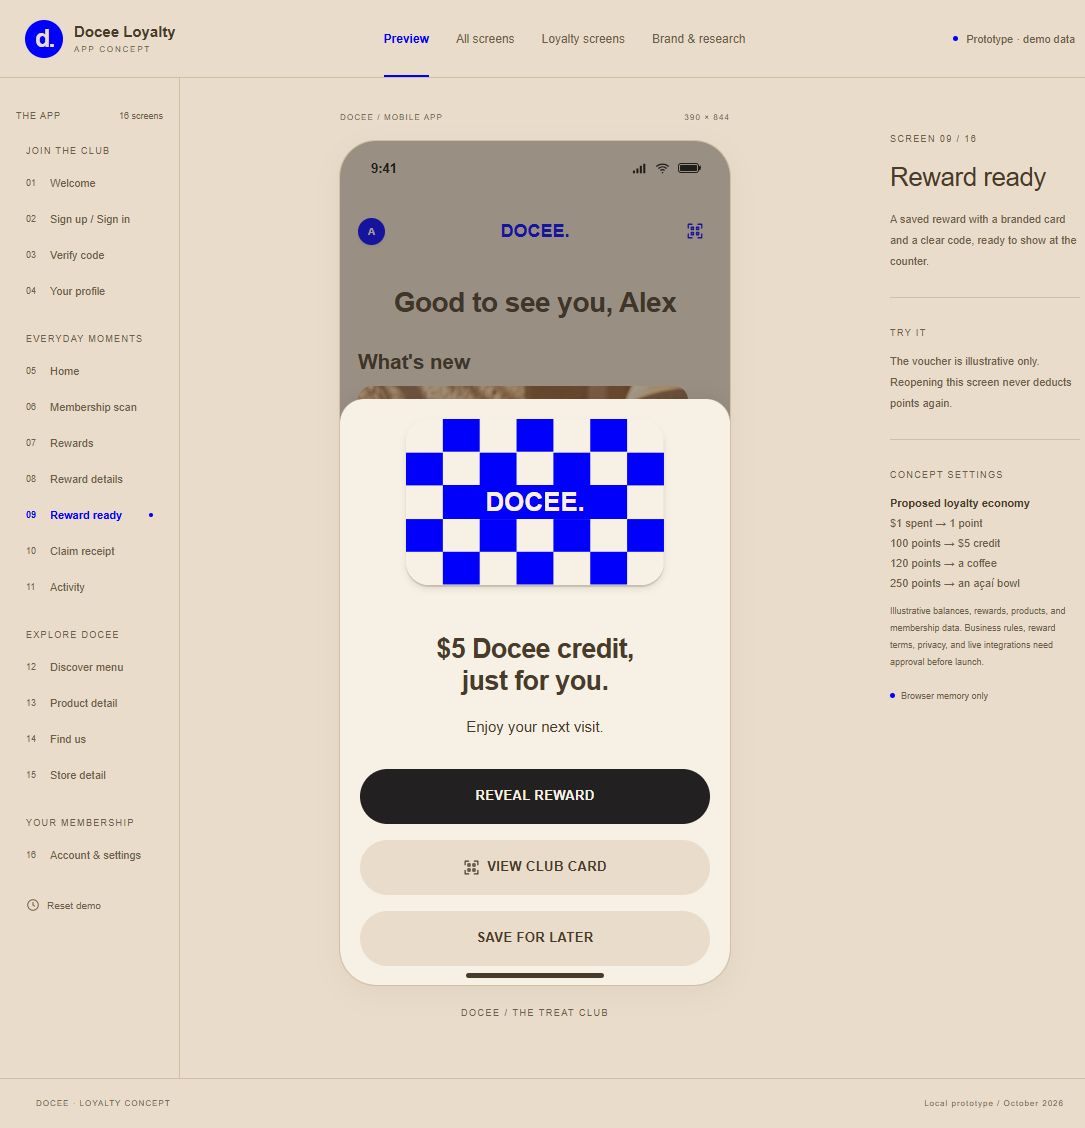 d.
Docee Loyalty
APP CONCEPT
Preview
All screens
Loyalty screens
Brand & research
Prototype · demo data
THE APP
16 screens
JOIN THE CLUB
01 Welcome
02 Sign up / Sign in
03 Verify code
04 Your profile
EVERYDAY MOMENTS
05 Home
06 Membership scan
07 Rewards
08 Reward details
09 Reward ready
10 Claim receipt
11 Activity
EXPLORE DOCEE
12 Discover menu
13 Product detail
14 Find us
15 Store detail
YOUR MEMBERSHIP
16 Account & settings
Reset demo
DOCEE / MOBILE APP
390 × 844
9:41
A
DOCEE.
Good to see you, Alex
What's new
DOCEE.
$5 Docee credit,
just for you.
Enjoy your next visit.
REVEAL REWARD
VIEW CLUB CARD
SAVE FOR LATER
DOCEE / THE TREAT CLUB
SCREEN 09 / 16
Reward ready
A saved reward with a branded card
and a clear code, ready to show at the
counter.
TRY IT
The voucher is illustrative only.
Reopening this screen never deducts
points again.
CONCEPT SETTINGS
Proposed loyalty economy
$1 spent → 1 point
100 points → $5 credit
120 points → a coffee
250 points → an açaí bowl
Illustrative balances, rewards, products, and
membership data. Business rules, reward
terms, privacy, and live integrations need
approval before launch.
Browser memory only
DOCEE · LOYALTY CONCEPT
Local prototype / October 2026